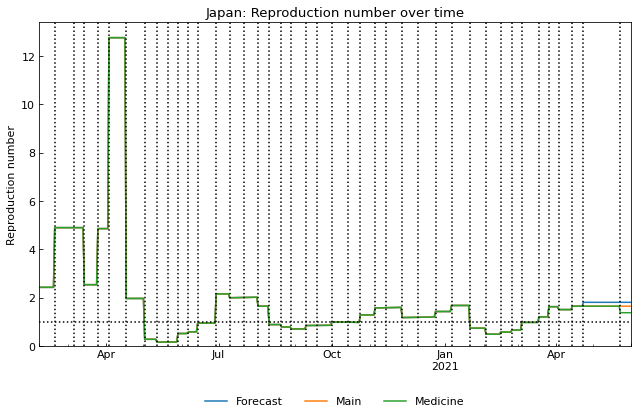 Japan: Reproduction number over time
Reproduction number
12
10
8
6
4
2
0
Apr Jul Oct Jan Apr
2021
Forecast Main Medicine